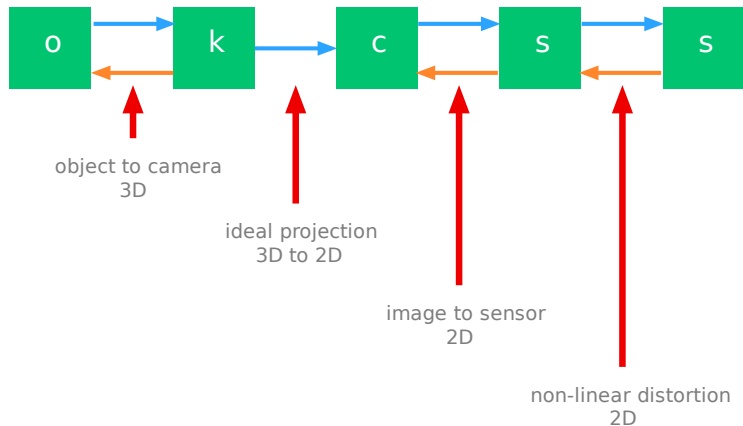 o k c s s
object to camera
3D
ideal projection
3D to 2D
image to sensor
2D
non-linear distortion
2D